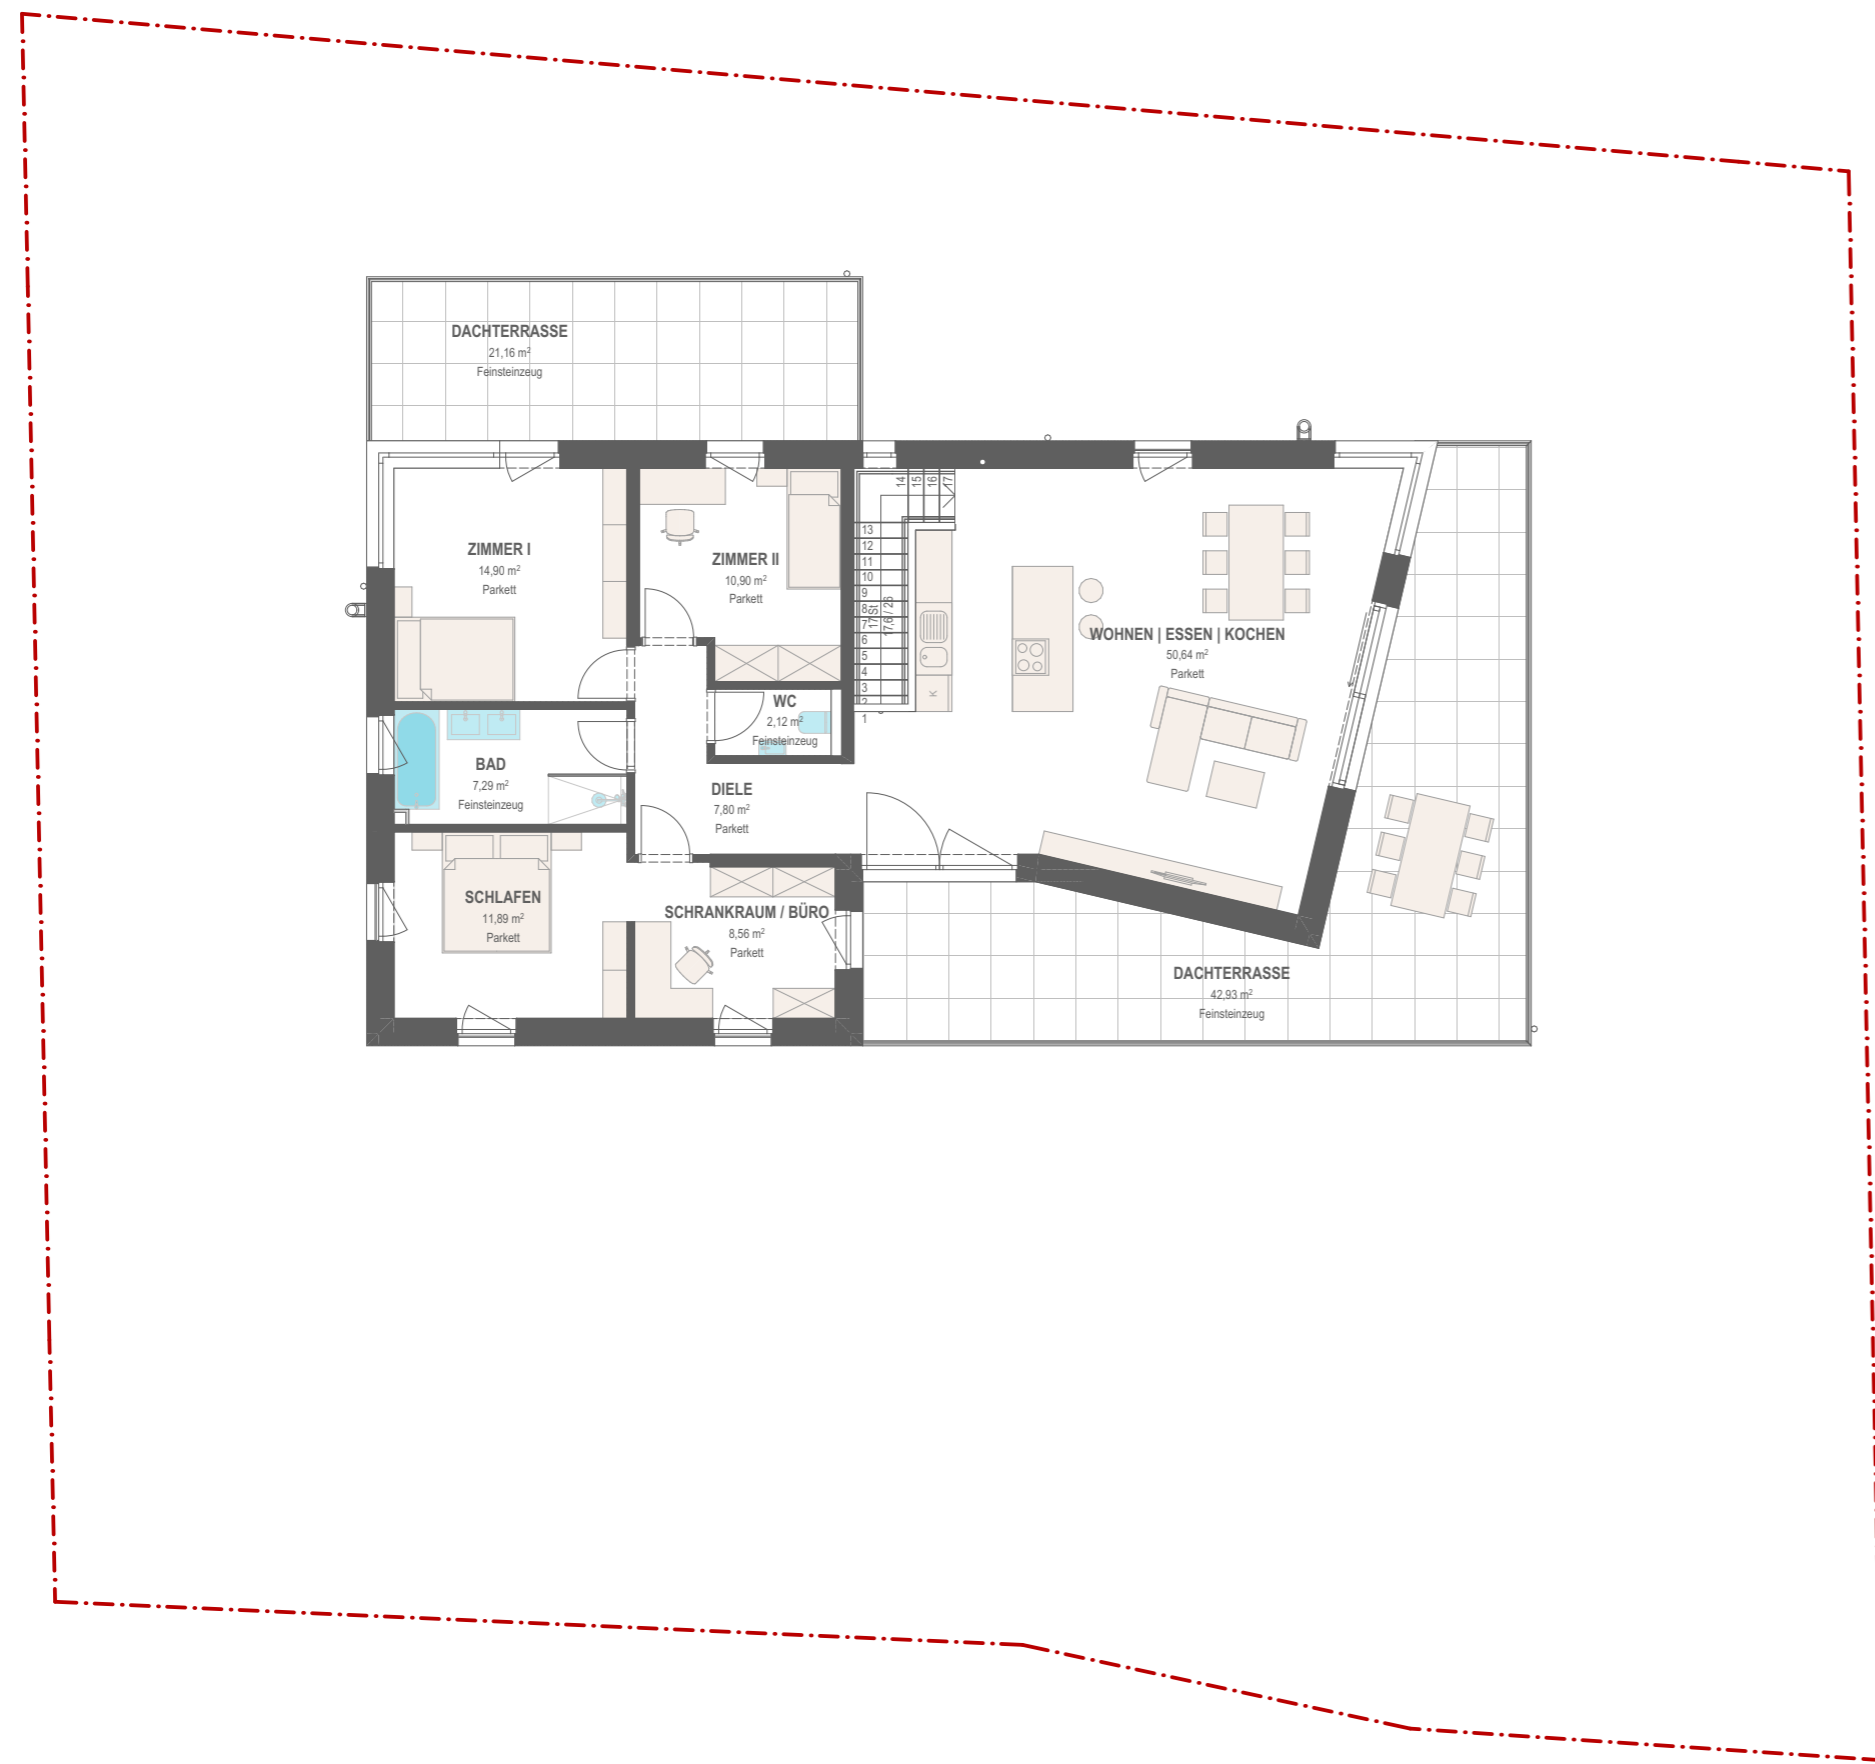 DACHTERRASSE
21,16 m²
Feinsteinzeug
ZIMMER I
14,90 m²
Parkett
ZIMMER II
10,90 m²
Parkett
14
15
16
17
13
12
11
10
9
8
7
6
5
4
3
2
1
17 St
17,6 / 26
K
WOHNEN | ESSEN | KOCHEN
50,64 m²
Parkett
WC
2,12 m²
Feinsteinzeug
BAD
7,29 m²
Feinsteinzeug
DIELE
7,80 m²
Parkett
SCHLAFEN
11,89 m²
Parkett
SCHRANKRAUM / BÜRO
8,56 m²
Parkett
DACHTERRASSE
42,93 m²
Feinsteinzeug